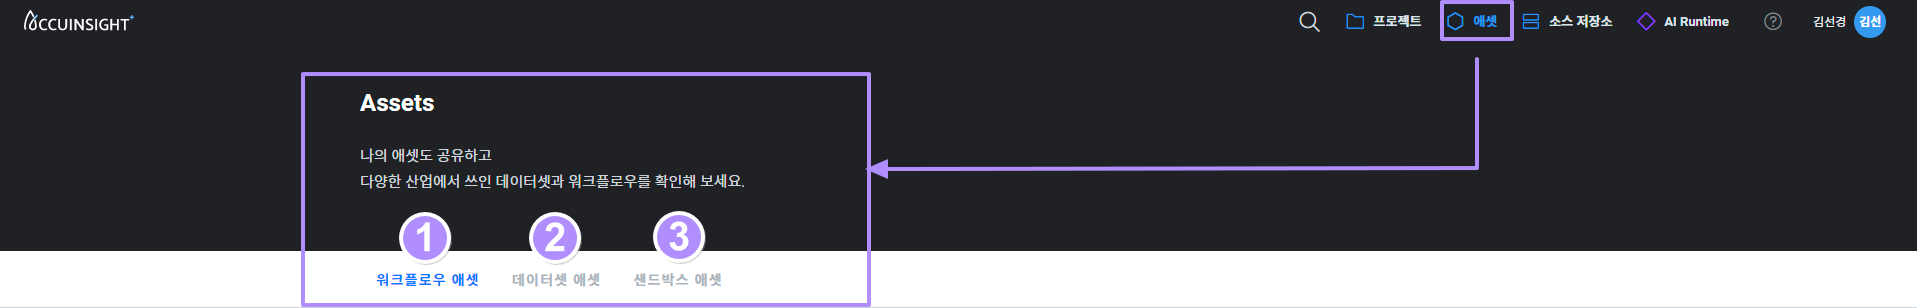 ACCUINSIGHT+
프로젝트
애셋
소스 저장소
AI Runtime
?
김선경
김선
Assets
나의 애셋도 공유하고
다양한 산업에서 쓰인 데이터셋과 워크플로우를 확인해 보세요.
1 2 3
워크플로우 애셋 데이터셋 애셋 샌드박스 애셋